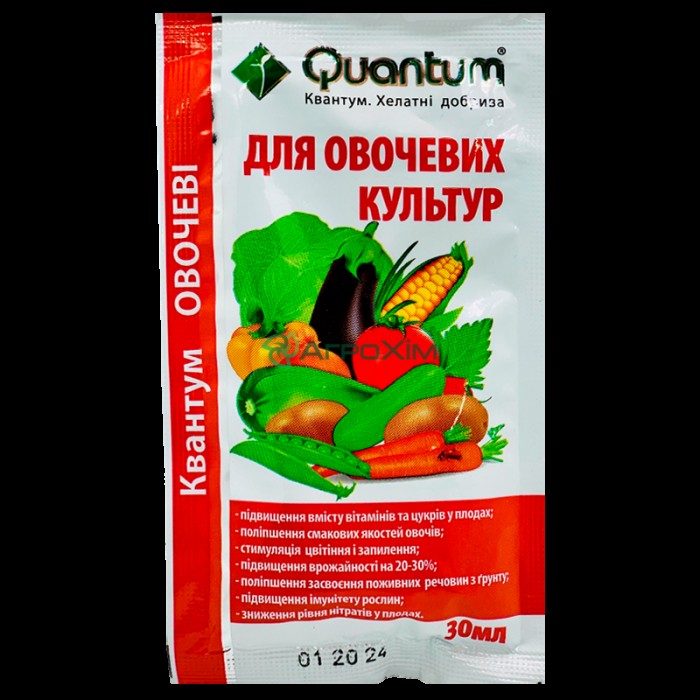 Quantum®
Квантум. Хелатні добрива
ДЛЯ ОВОЧЕВИХ
КУЛЬТУР
Квантум ОВОЧЕВІ
АгроХім
- підвищення вмісту вітамінів та цукрів у плодах;
- поліпшення смакових якостей овочів;
- стимуляція цвітіння і запилення;
- підвищення врожайності на 20-30%;
- поліпшення засвоєння поживних речовин з ґрунту;
- підвищення імунітету рослин;
- зниження рівня нітратів у плодах.
30мл
01 20 24